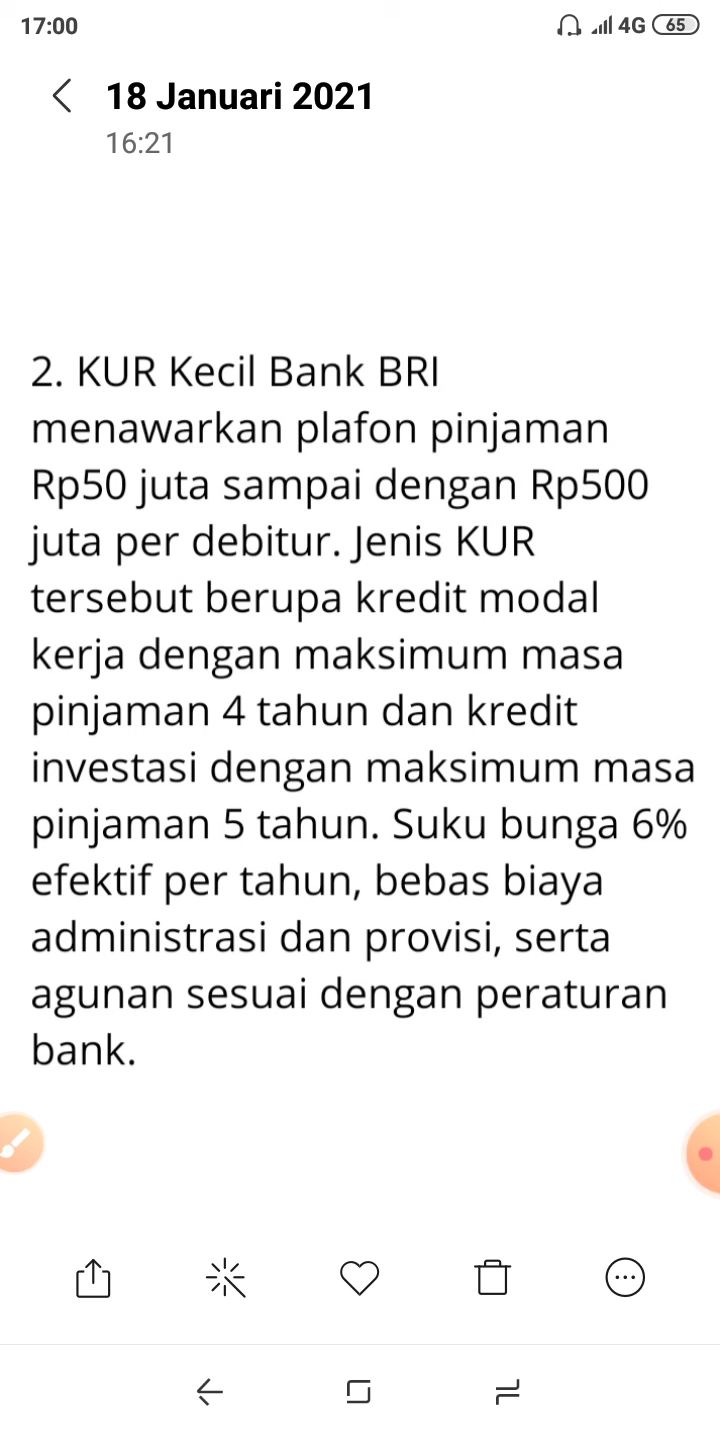 17:00
4G 65
18 Januari 2021
16:21
2. KUR Kecil Bank BRI
menawarkan plafon pinjaman
Rp50 juta sampai dengan Rp500
juta per debitur. Jenis KUR
tersebut berupa kredit modal
kerja dengan maksimum masa
pinjaman 4 tahun dan kredit
investasi dengan maksimum masa
pinjaman 5 tahun. Suku bunga 6%
efektif per tahun, bebas biaya
administrasi dan provisi, serta
agunan sesuai dengan peraturan
bank.